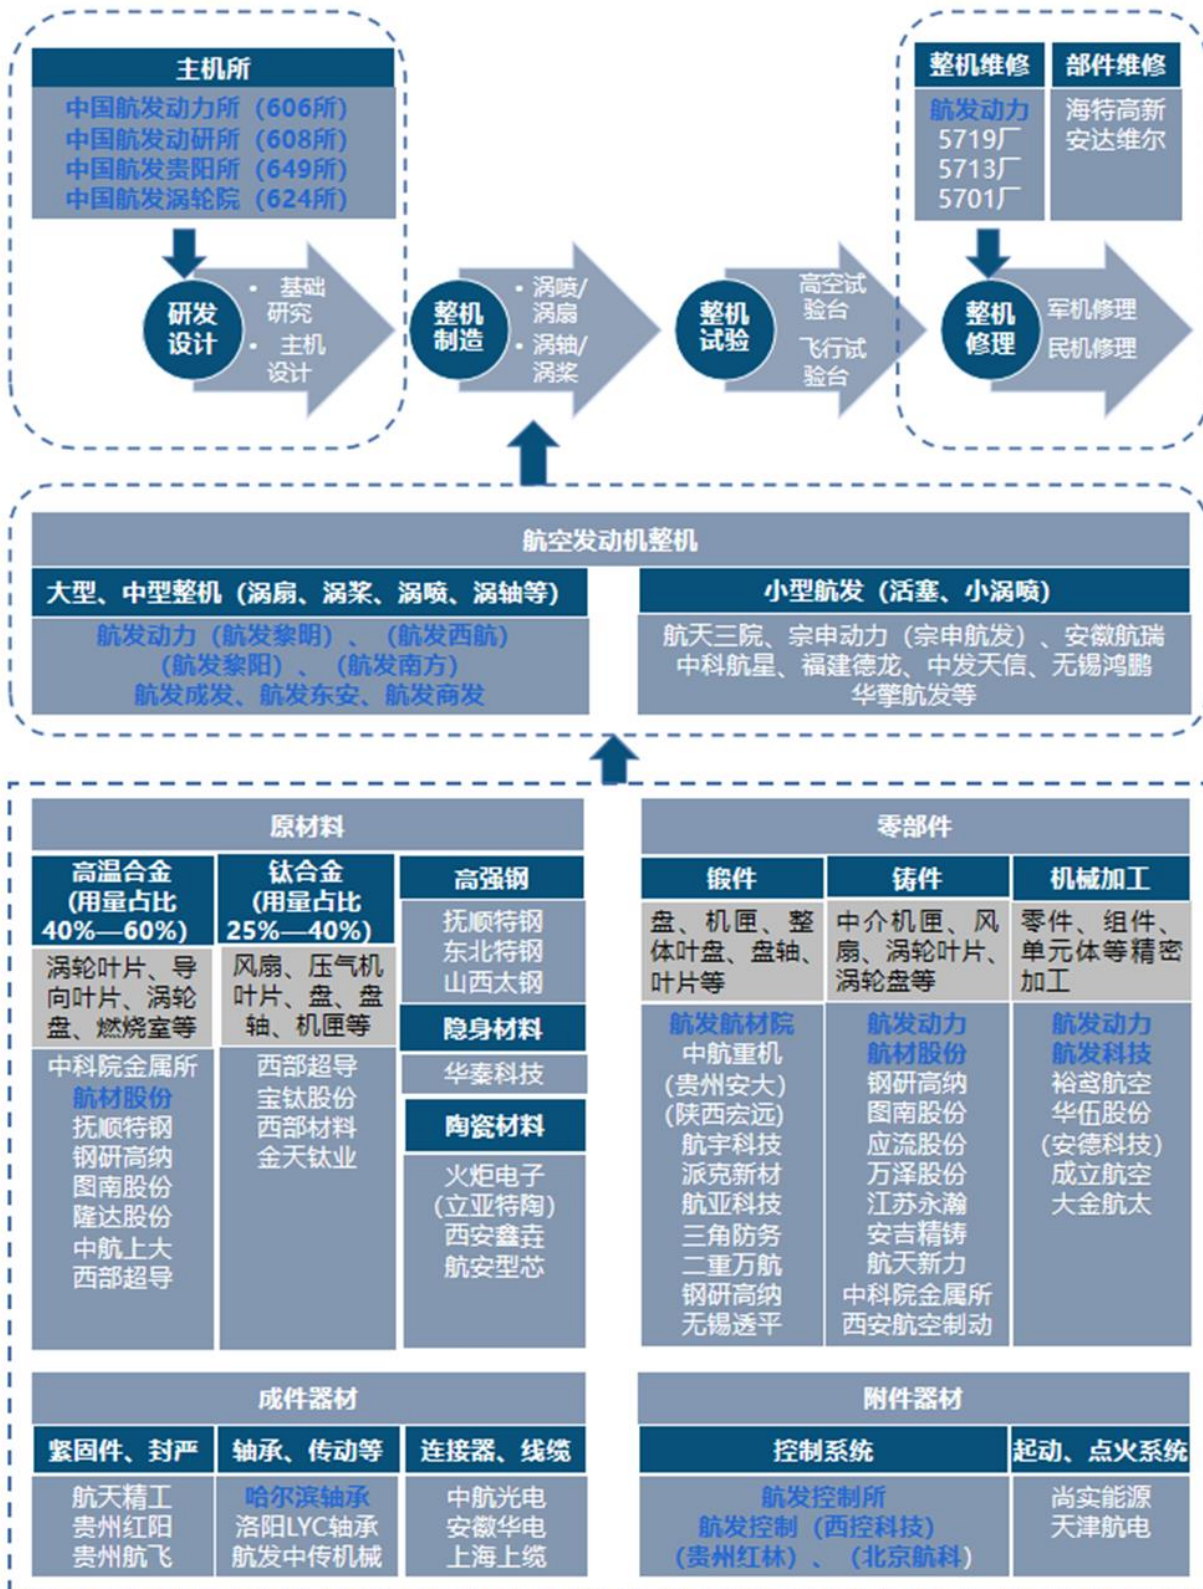 主机所
中国航发动力所（606所）
中国航发动研所（608所）
中国航发贵阳所（649所）
中国航发涡轮院（624所）
整机维修
航发动力
5719厂
5713厂
5701厂
部件维修
海特高新
安达维尔
研发
设计
• 基础
研究
• 主机
设计
整机
制造
• 涡喷/
涡扇
• 涡轴/
涡桨
整机
试验
高空试
验台
飞行试
验台
整机
修理
军机修理
民机修理
航空发动机整机
大型、中型整机（涡扇、涡桨、涡喷、涡轴等）
航发动力（航发黎明）、（航发西航）
（航发黎阳）、（航发南方）
航发成发、航发东安、航发商发
小型航发（活塞、小涡喷）
航天三院、宗申动力（宗申航发）、安徽航瑞
中科航星、福建德龙、中发天信、无锡鸿鹏
华擎航发等
原材料
高温合金
(用量占比
40%—60%)
涡轮叶片、导
向叶片、涡轮
盘、燃烧室等
中科院金属所
航材股份
抚顺特钢
钢研高纳
图南股份
隆达股份
中航上大
西部超导
钛合金
(用量占比
25%—40%)
风扇、压气机
叶片、盘、盘
轴、机匣等
西部超导
宝钛股份
西部材料
金天钛业
高强钢
抚顺特钢
东北特钢
山西太钢
隐身材料
华秦科技
陶瓷材料
火炬电子
(立亚特陶)
西安鑫垚
航安型芯
零部件
锻件
盘、机匣、整
体叶盘、盘轴、
叶片等
航发航材院
中航重机
(贵州安大)
(陕西宏远)
航宇科技
派克新材
航亚科技
三角防务
二重万航
钢研高纳
无锡透平
铸件
中介机匣、风
扇、涡轮叶片、
涡轮盘等
航发动力
航材股份
钢研高纳
图南股份
应流股份
万泽股份
江苏永瀚
安吉精铸
航天新力
中科院金属所
西安航空制动
机械加工
零件、组件、
单元体等精密
加工
航发动力
航发科技
裕鸢航空
华伍股份
(安德科技)
成立航空
大金航太
成件器材
紧固件、封严
航天精工
贵州红阳
贵州航飞
轴承、传动等
哈尔滨轴承
洛阳LYC轴承
航发中传机械
连接器、线缆
中航光电
安徽华电
上海上缆
附件器材
控制系统
航发控制所
航发控制（西控科技）
(贵州红林）、（北京航科)
起动、点火系统
尚实能源
天津航电